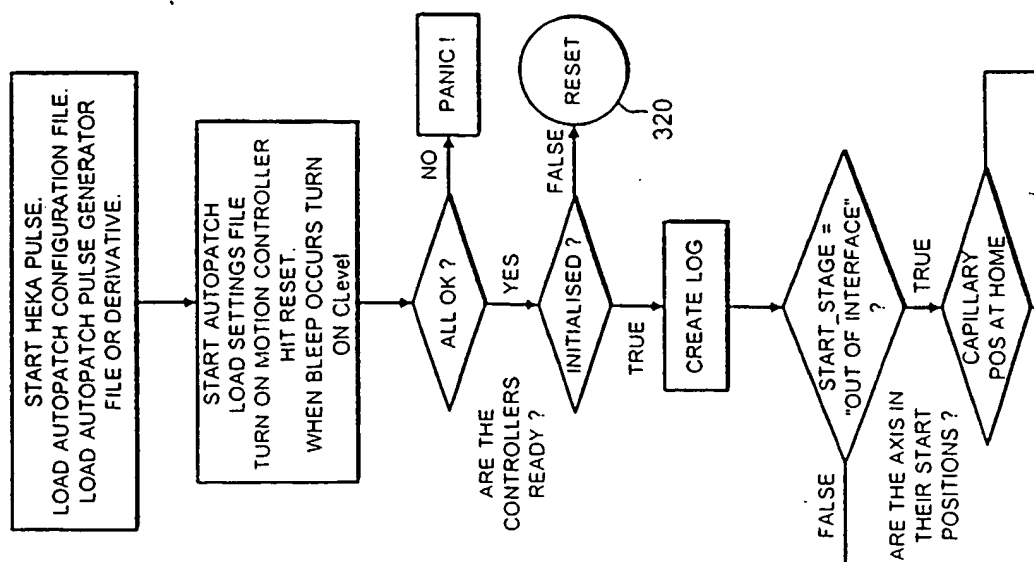 START HEKA PULSE.
LOAD AUTOPATCH CONFIGURATION FILE.
LOAD AUTOPATCH PULSE GENERATOR
FILE OR DERIVATIVE.
START AUTOPATCH
LOAD SETTINGS FILE
TURN ON MOTION CONTROLLER
HIT RESET.
WHEN BLEEP OCCURS TURN
ON CLevel
ALL OK ?
NO
PANIC !
YES
ARE THE
CONTROLLERS
READY ?
INITIALISED ?
FALSE
RESET
320
TRUE
CREATE LOG
START_STAGE =
"OUT OF INTERFACE"
?
FALSE
TRUE
ARE THE AXIS IN
THEIR START
POSITIONS ?
CAPILLARY
POS AT HOME